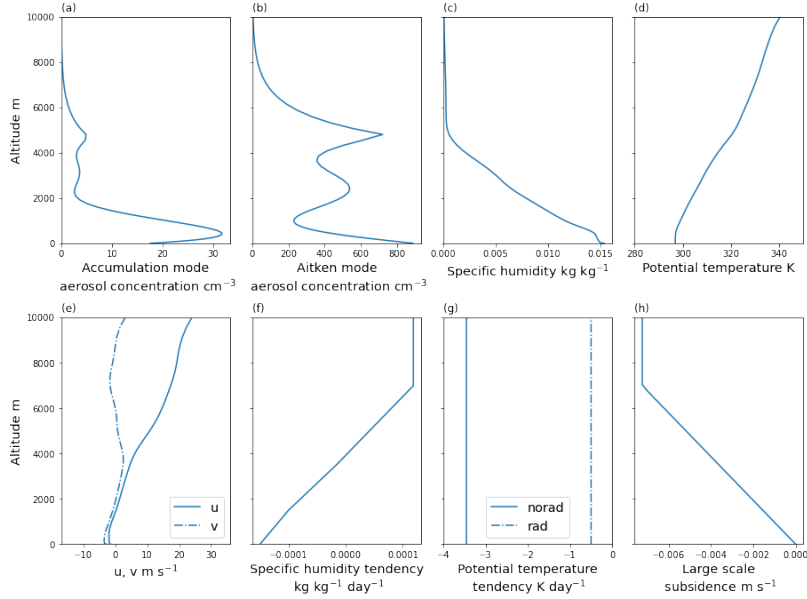 (a) (b) (c) (d)
10000
8000
6000
4000
2000
0
Altitude m
0 10 20 30
0 200 400 600 800
0.000 0.005 0.010 0.015
280 300 320 340
Accumulation mode
aerosol concentration cm⁻³
Aitken mode
aerosol concentration cm⁻³
Specific humidity kg kg⁻¹
Potential temperature K
(e) (f) (g) (h)
10000
8000
6000
4000
2000
0
Altitude m
u
v
norad
rad
−10 0 10 20 30
−0.0001 0.0000 0.0001
−4 −3 −2 −1 0
−0.006 −0.004 −0.002 0.000
u, v m s⁻¹
Specific humidity tendency
kg kg⁻¹ day⁻¹
Potential temperature
tendency K day⁻¹
Large scale
subsidence m s⁻¹